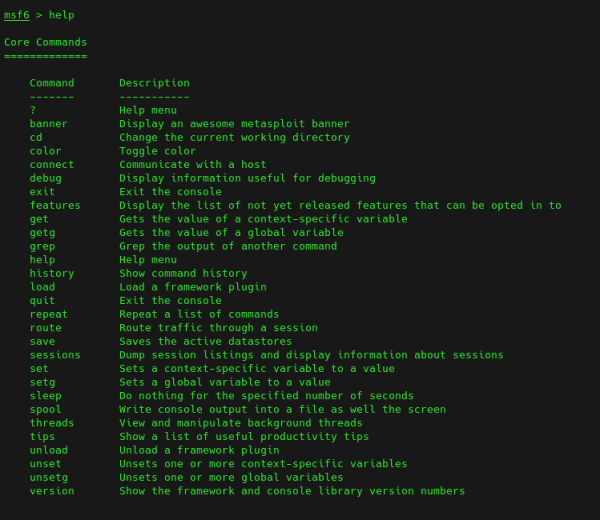 msf6 > help

Core Commands
=============

    Command       Description
    -------       -----------
    ?             Help menu
    banner        Display an awesome metasploit banner
    cd            Change the current working directory
    color         Toggle color
    connect       Communicate with a host
    debug         Display information useful for debugging
    exit          Exit the console
    features      Display the list of not yet released features that can be opted in to
    get           Gets the value of a context-specific variable
    getg          Gets the value of a global variable
    grep          Grep the output of another command
    help          Help menu
    history       Show command history
    load          Load a framework plugin
    quit          Exit the console
    repeat        Repeat a list of commands
    route         Route traffic through a session
    save          Saves the active datastores
    sessions      Dump session listings and display information about sessions
    set           Sets a context-specific variable to a value
    setg          Sets a global variable to a value
    sleep         Do nothing for the specified number of seconds
    spool         Write console output into a file as well the screen
    threads       View and manipulate background threads
    tips          Show a list of useful productivity tips
    unload        Unload a framework plugin
    unset         Unsets one or more context-specific variables
    unsetg        Unsets one or more global variables
    version       Show the framework and console library version numbers